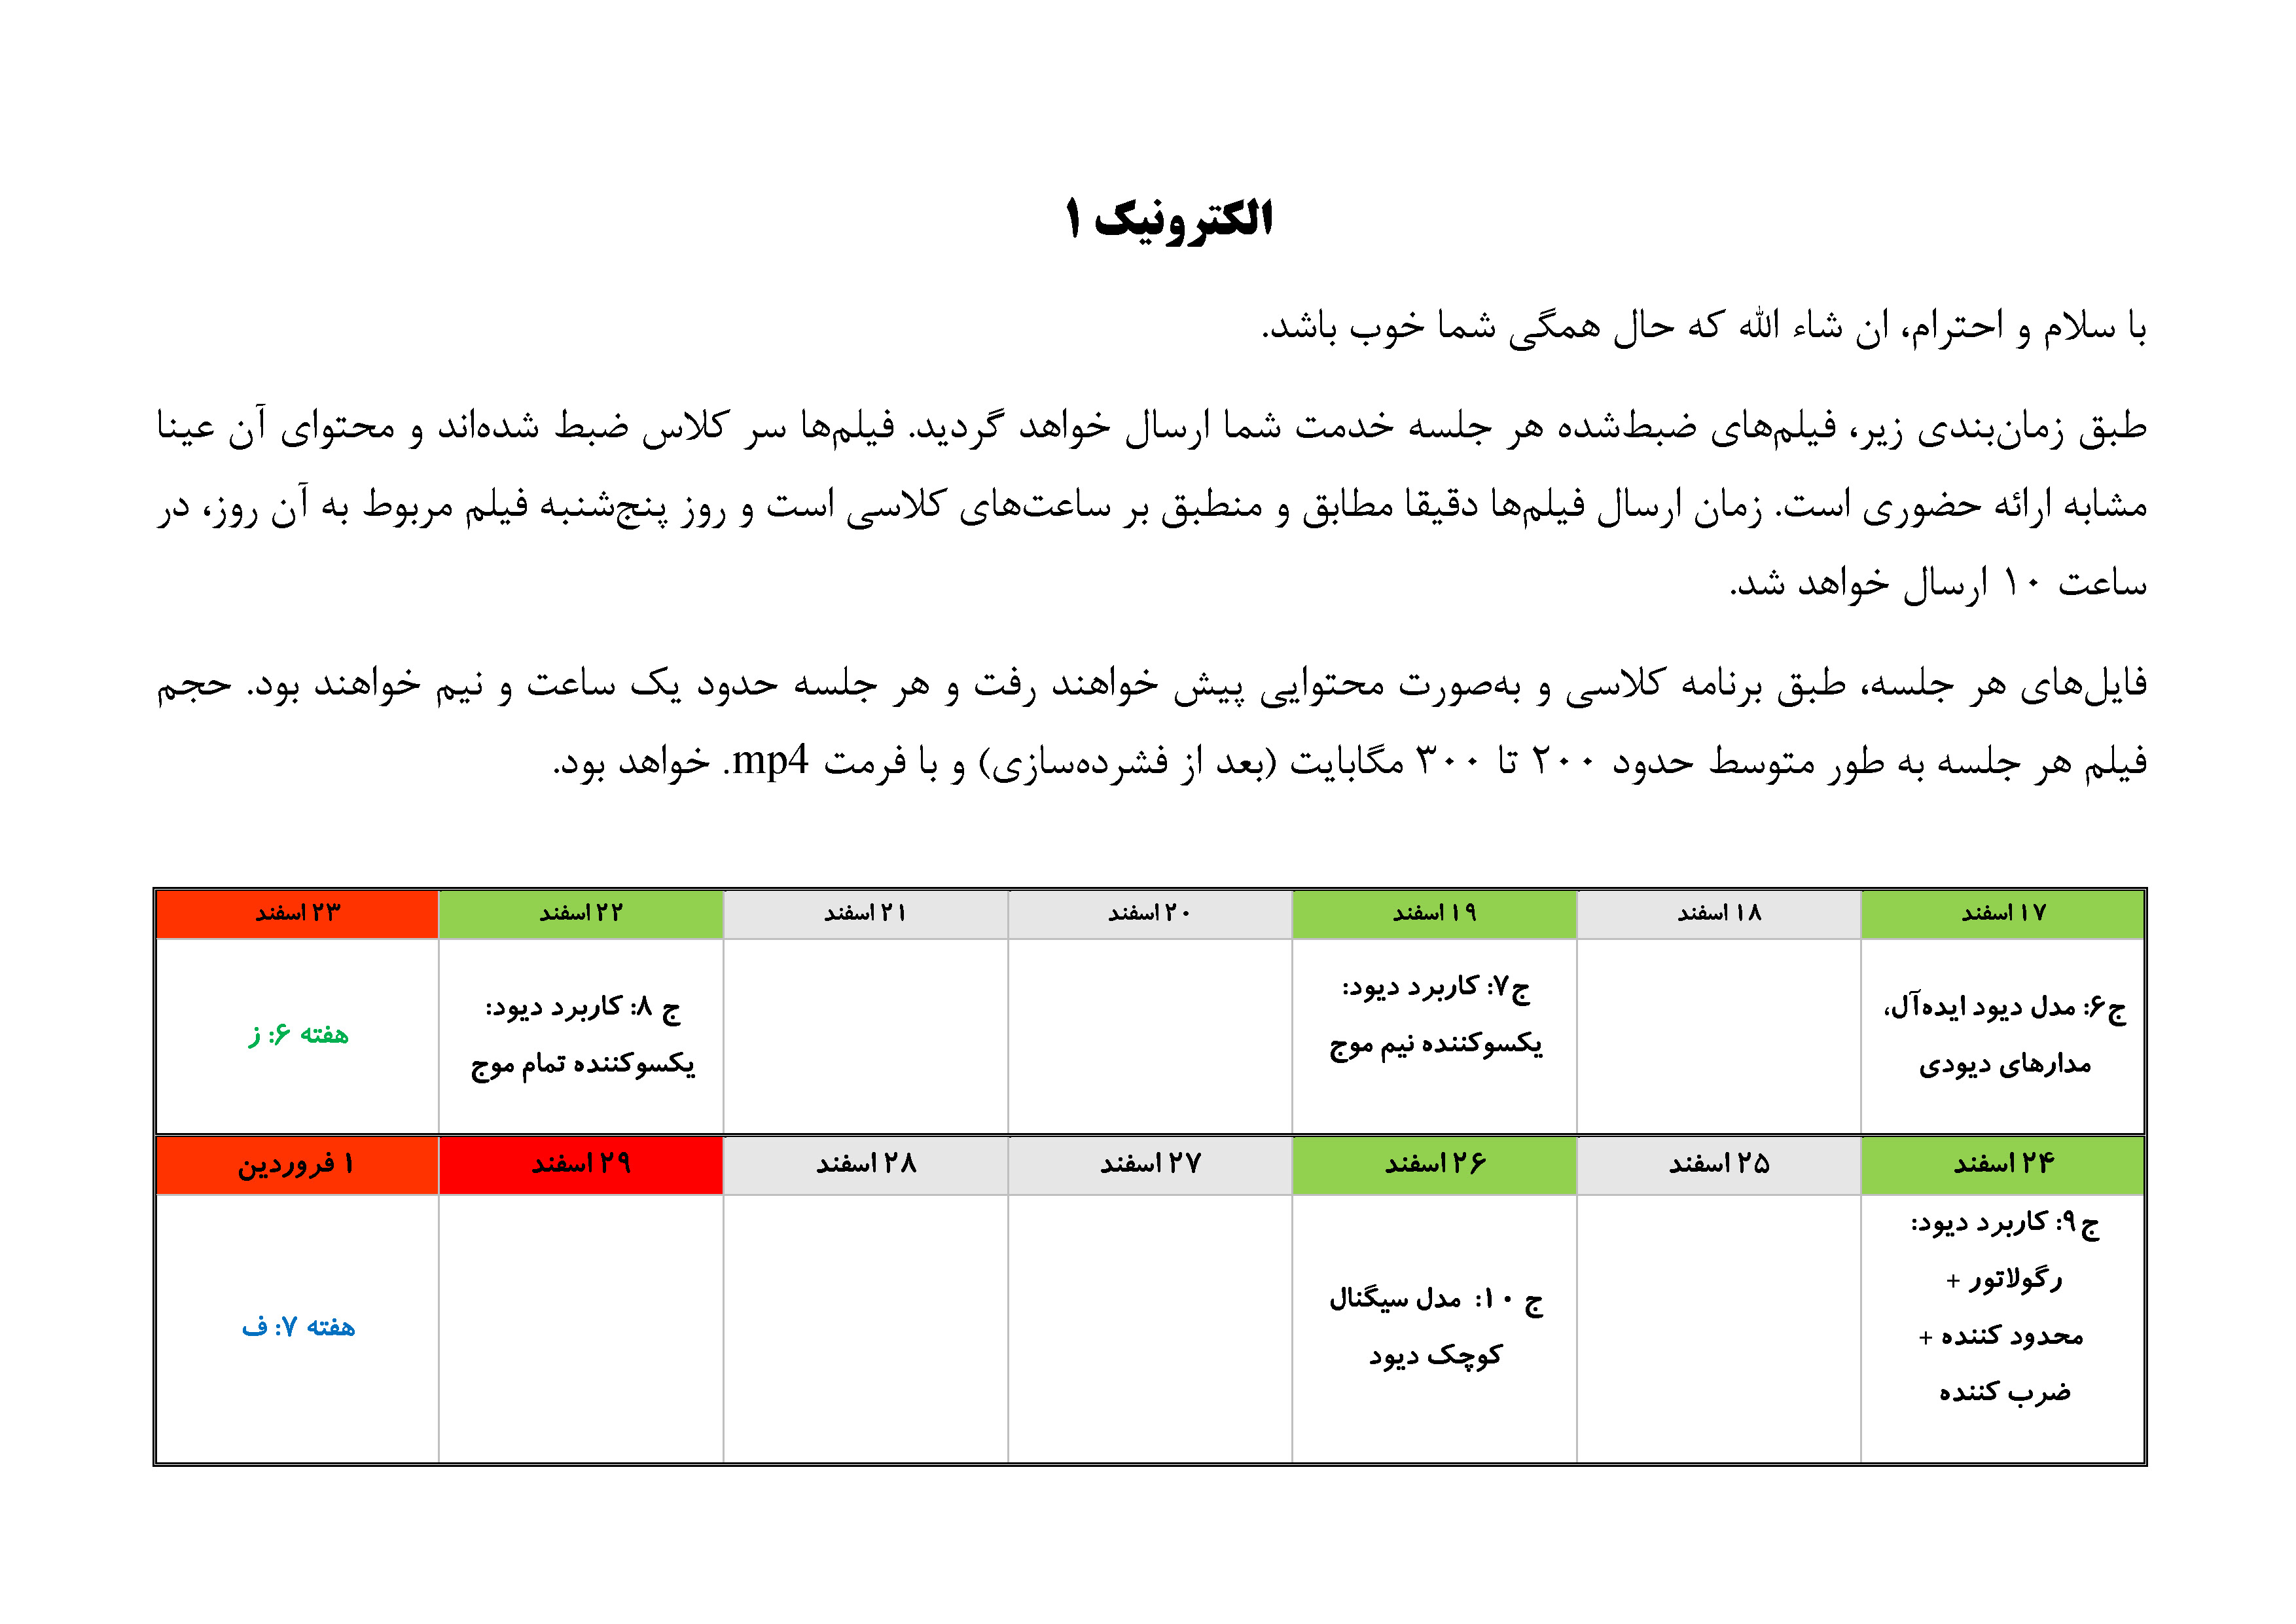 الکترونیک ۱
با سلام و احترام، ان شاء الله که حال همگی شما خوب باشد.
طبق زمان‌بندی زیر، فیلم‌های ضبط‌شده هر جلسه خدمت شما ارسال خواهد گردید. فیلم‌ها سر کلاس ضبط شده‌اند و محتوای آن عینا
مشابه ارائه حضوری است. زمان ارسال فیلم‌ها دقیقا مطابق و منطبق بر ساعت‌های کلاسی است و روز پنج‌شنبه فیلم مربوط به آن روز، در
ساعت ۱۰ ارسال خواهد شد.
فایل‌های هر جلسه، طبق برنامه کلاسی و به‌صورت محتوایی پیش خواهند رفت و هر جلسه حدود یک ساعت و نیم خواهند بود. حجم
فیلم هر جلسه به طور متوسط حدود ۲۰۰ تا ۳۰۰ مگابایت (بعد از فشرده‌سازی) و با فرمت mp4. خواهد بود.
۱۷ اسفند ۱۸ اسفند ۱۹ اسفند ۲۰ اسفند ۲۱ اسفند ۲۲ اسفند ۲۳ اسفند
ج۶: مدل دیود ایده‌آل،
مدارهای دیودی
ج۷: کاربرد دیود:
یکسوکننده نیم موج
ج ۸: کاربرد دیود:
یکسوکننده تمام موج
هفته ۶: ز
۲۴ اسفند ۲۵ اسفند ۲۶ اسفند ۲۷ اسفند ۲۸ اسفند ۲۹ اسفند ۱ فروردین
ج۹: کاربرد دیود:
رگولاتور +
محدود کننده +
ضرب کننده
ج ۱۰: مدل سیگنال
کوچک دیود
هفته ۷: ف